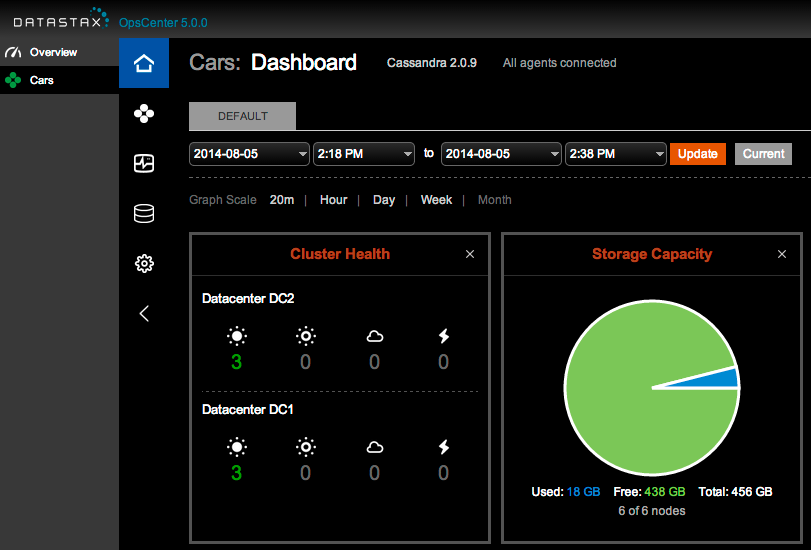 DATASTAX OpsCenter 5.0.0
Overview
Cars
Cars: Dashboard Cassandra 2.0.9 All agents connected
DEFAULT
2014-08-05 2:18 PM to 2014-08-05 2:38 PM Update Current
Graph Scale 20m | Hour | Day | Week | Month
Cluster Health
Datacenter DC2
3 0 0 0
Datacenter DC1
3 0 0 0
Storage Capacity
Used: 18 GB Free: 438 GB Total: 456 GB
6 of 6 nodes